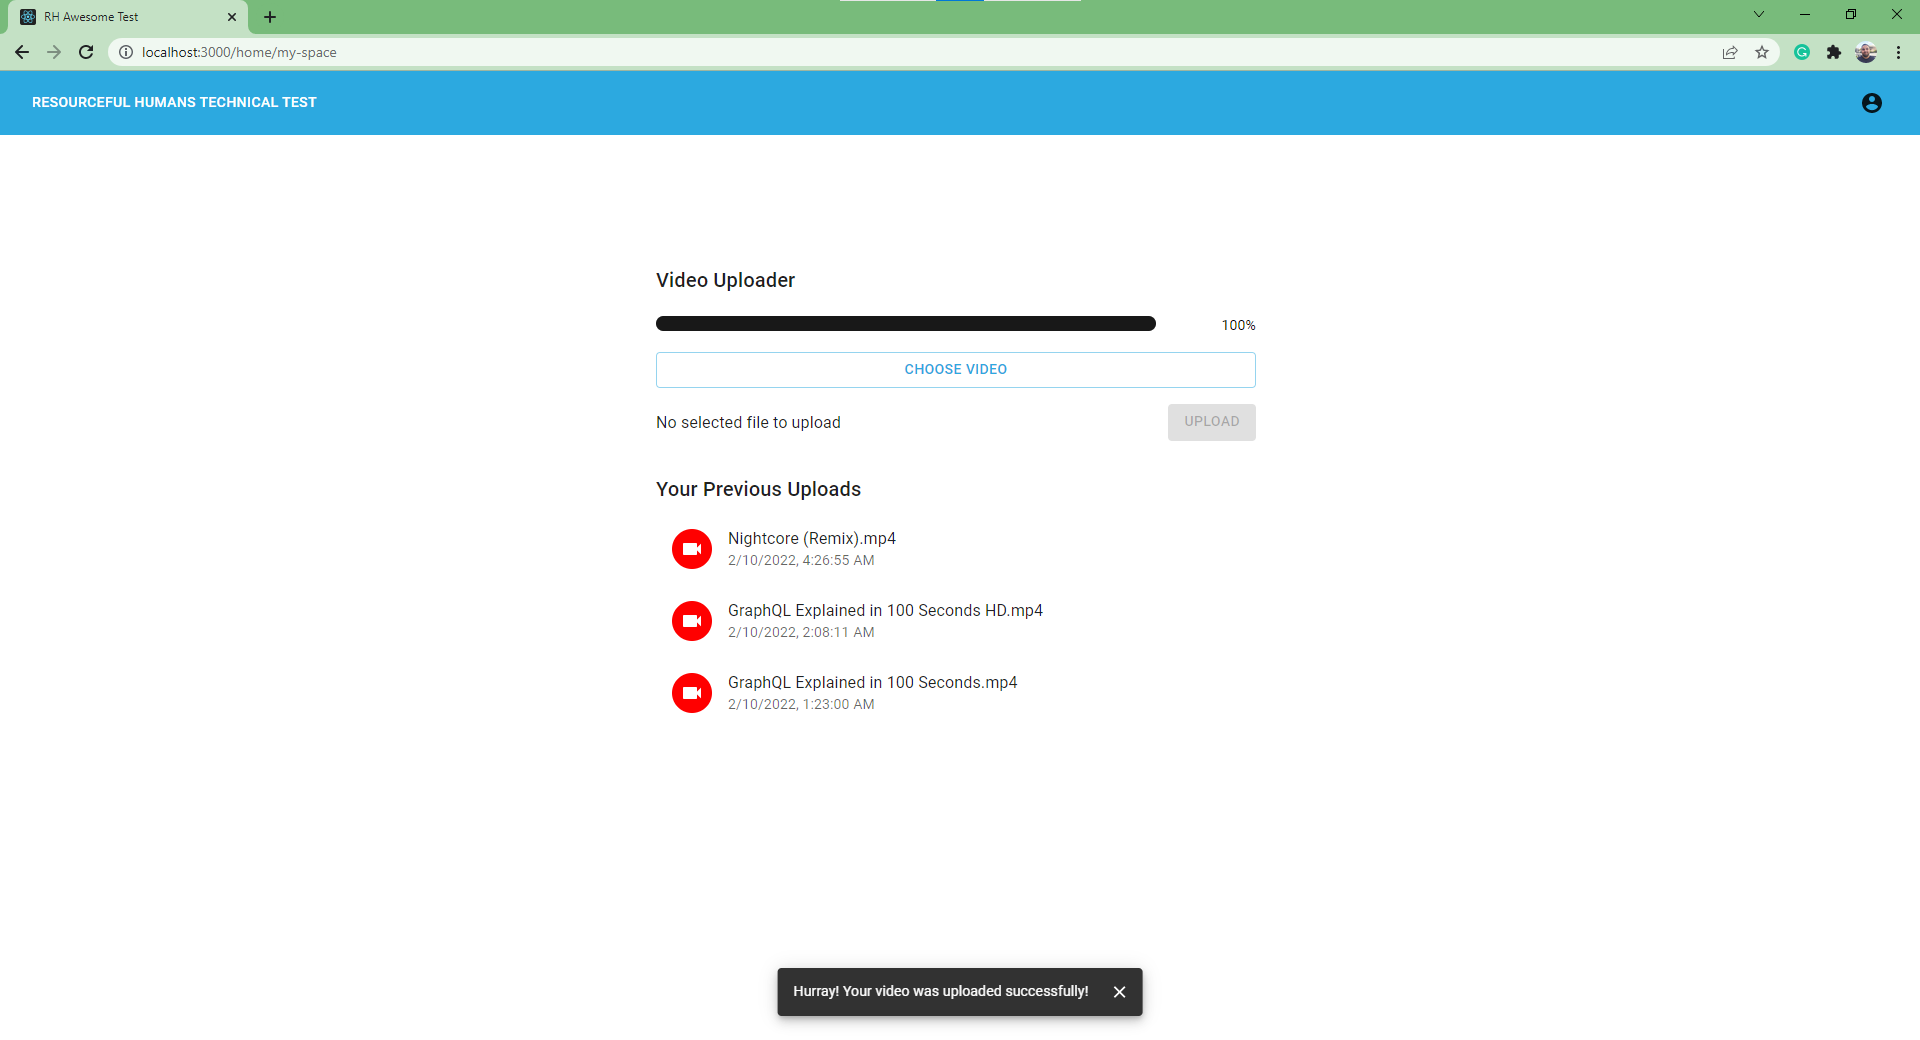 RH Awesome Test
localhost:3000/home/my-space
RESOURCEFUL HUMANS TECHNICAL TEST
Video Uploader
100%
CHOOSE VIDEO
No selected file to upload
UPLOAD
Your Previous Uploads
Nightcore (Remix).mp4
2/10/2022, 4:26:55 AM
GraphQL Explained in 100 Seconds HD.mp4
2/10/2022, 2:08:11 AM
GraphQL Explained in 100 Seconds.mp4
2/10/2022, 1:23:00 AM
Hurray! Your video was uploaded successfully!